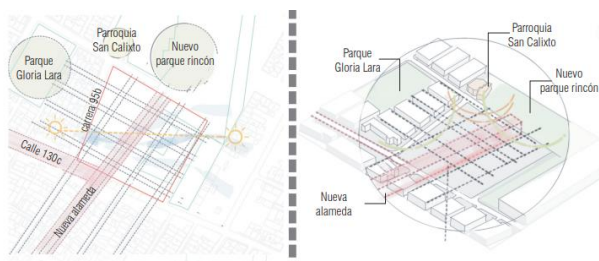 Parroquia
San Calixto
Nuevo
parque rincón
Parque
Gloria Lara
carrera 95b
Calle 130c
Nueva alameda
Parroquia
San Calixto
Parque
Gloria Lara
Nuevo
parque rincón
Nueva
alameda